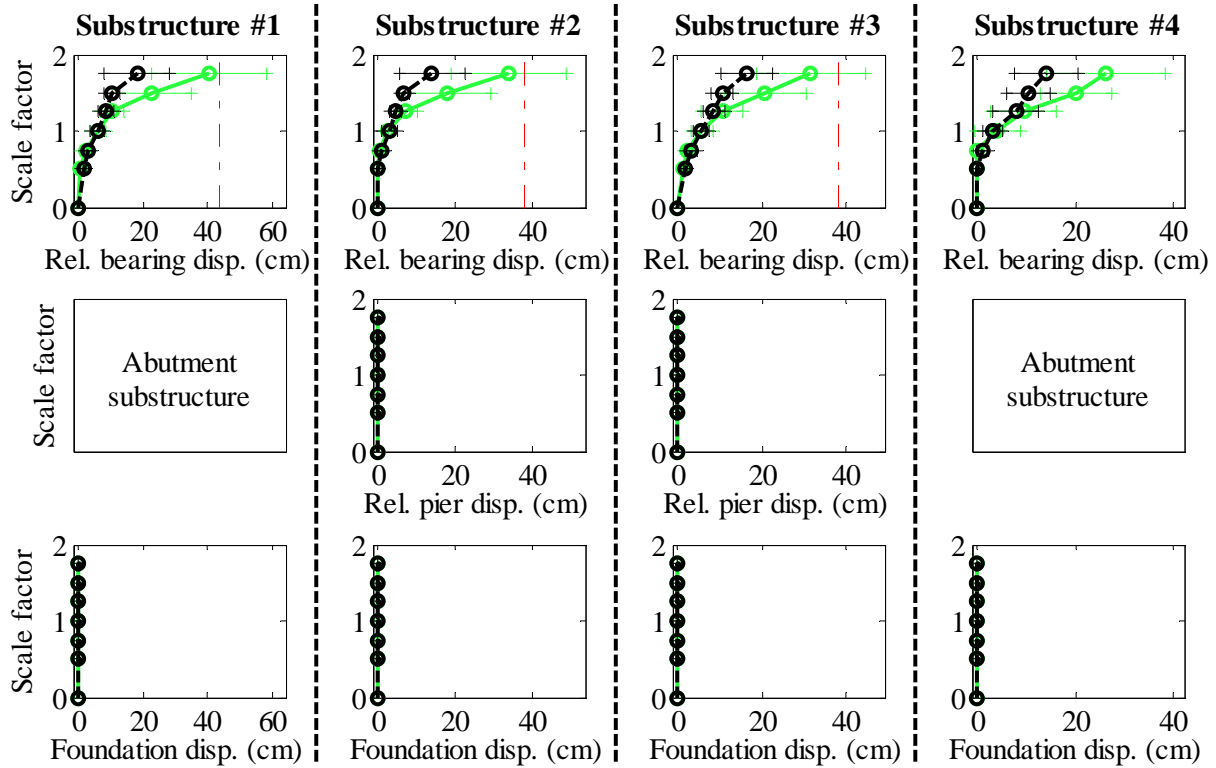 Substructure #1
Substructure #2
Substructure #3
Substructure #4
Scale factor
2
1
0
0 20 40 60
Rel. bearing disp. (cm)
2
1
0
0 20 40
Rel. bearing disp. (cm)
2
1
0
0 20 40
Rel. bearing disp. (cm)
2
1
0
0 20 40
Rel. bearing disp. (cm)
Scale factor
Abutment
substructure
2
1
0
0 20 40
Rel. pier disp. (cm)
2
1
0
0 20 40
Rel. pier disp. (cm)
Abutment
substructure
Scale factor
2
1
0
0 20 40 60
Foundation disp. (cm)
2
1
0
0 20 40
Foundation disp. (cm)
2
1
0
0 20 40
Foundation disp. (cm)
2
1
0
0 20 40
Foundation disp. (cm)